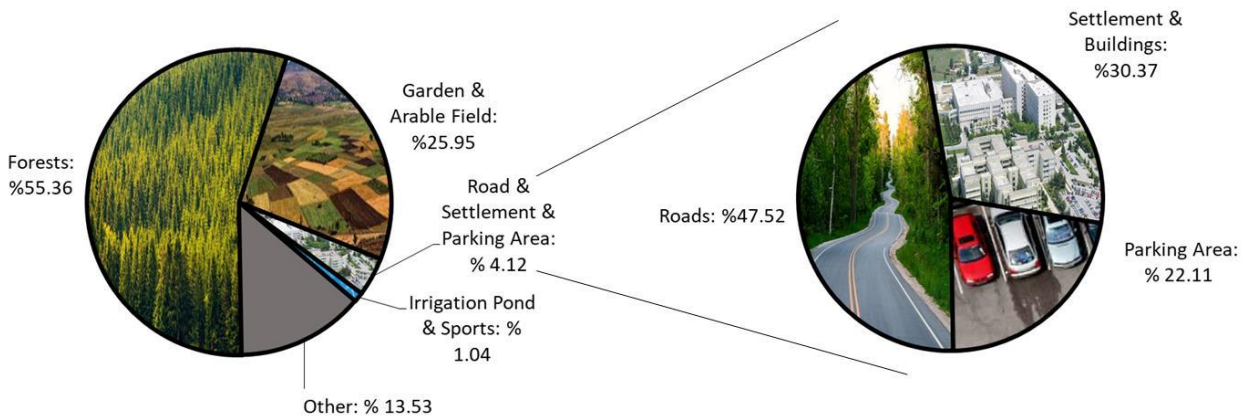 Forests:
%55.36
Garden &
Arable Field:
%25.95
Road &
Settlement &
Parking Area:
% 4.12
Irrigation Pond
& Sports: %
1.04
Other: % 13.53
Settlement &
Buildings:
%30.37
Roads: %47.52
Parking Area:
% 22.11